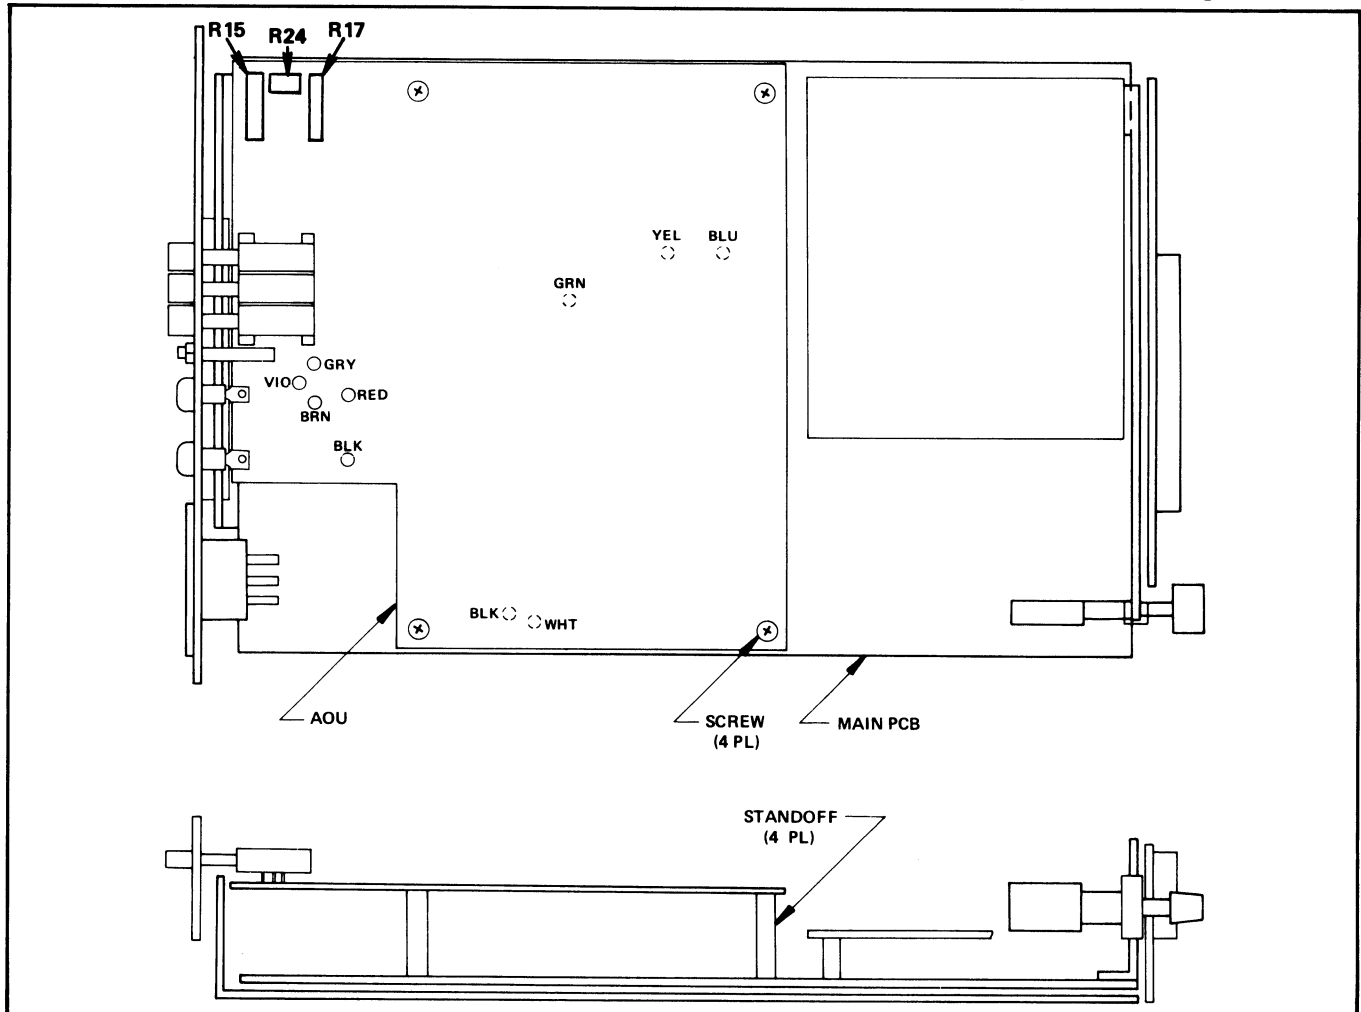 R15
R24
R17
YEL
BLU
GRN
GRY
VIO
RED
BRN
BLK
BLK
WHT
AOU
SCREW
(4 PL)
MAIN PCB
STANDOFF
(4 PL)